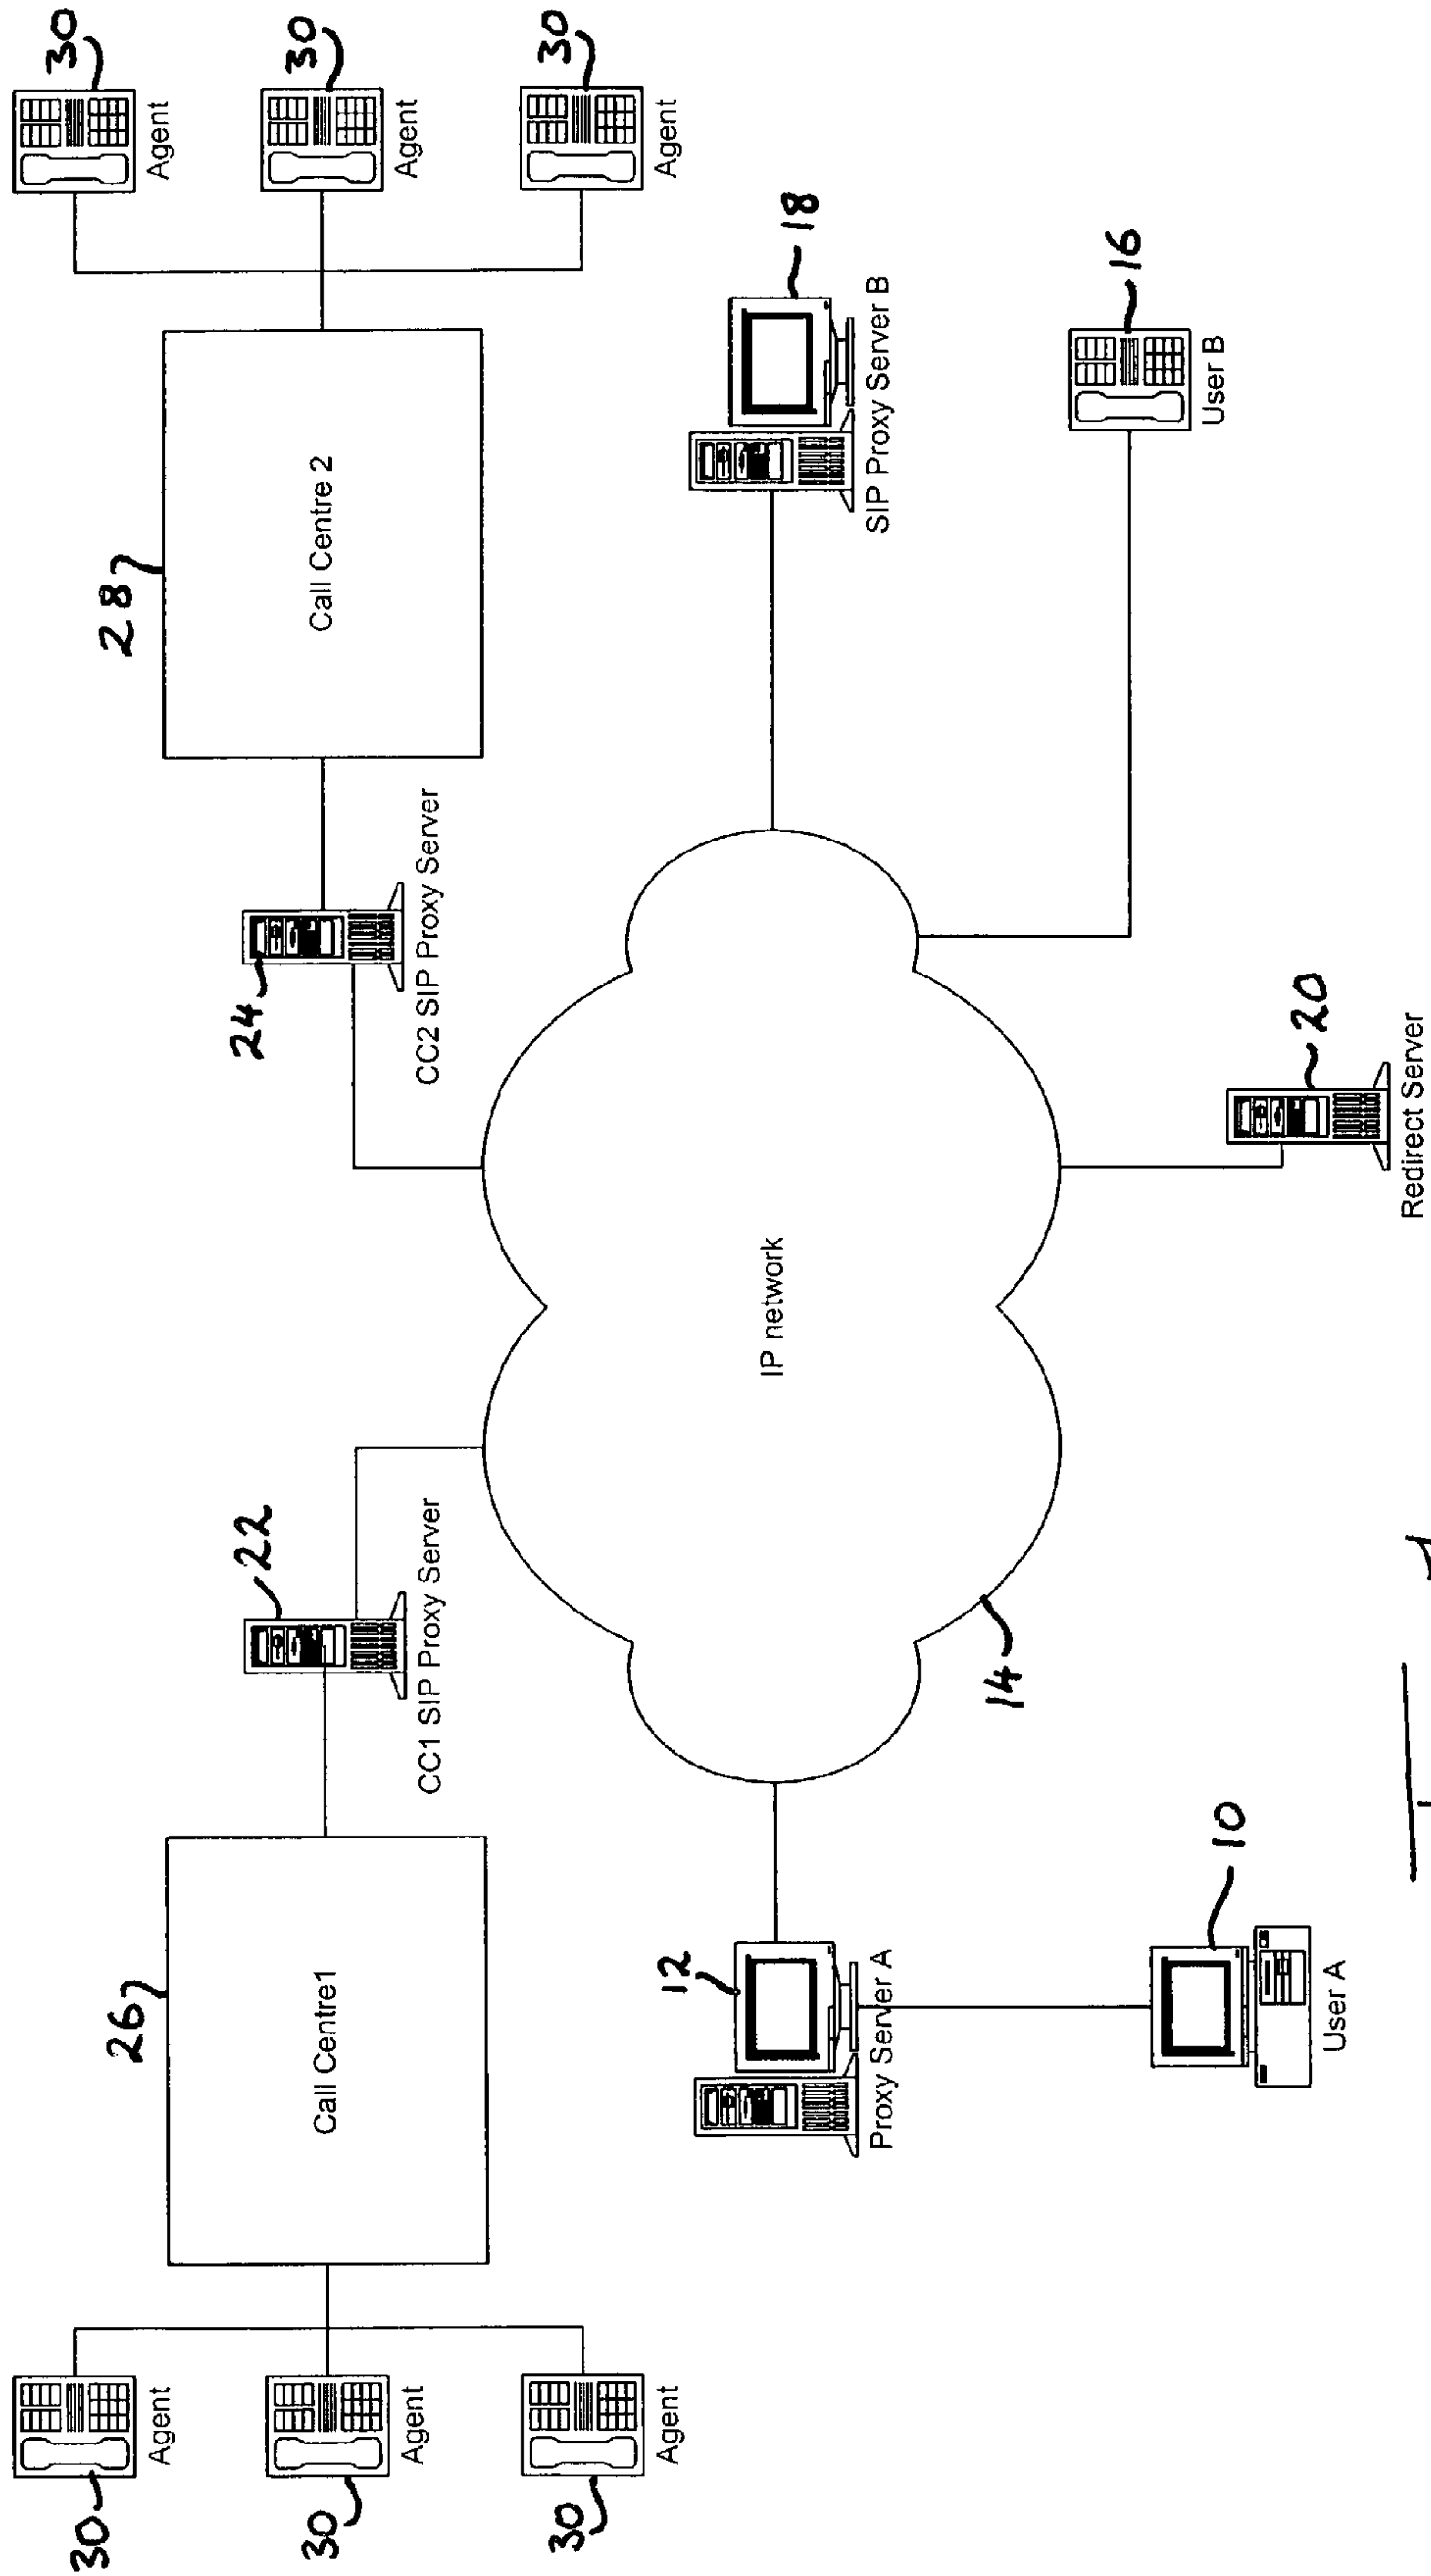 30
30
Agent
26
28
Agent
30
22
24
30
Call Centre1
Call Centre 2
Agent
CC1 SIP Proxy Server
CC2 SIP Proxy Server
Agent
30
30
Agent
Agent
12
IP network
18
Proxy Server A
SIP Proxy Server B
14
16
10
User B
20
User A
Redirect Server